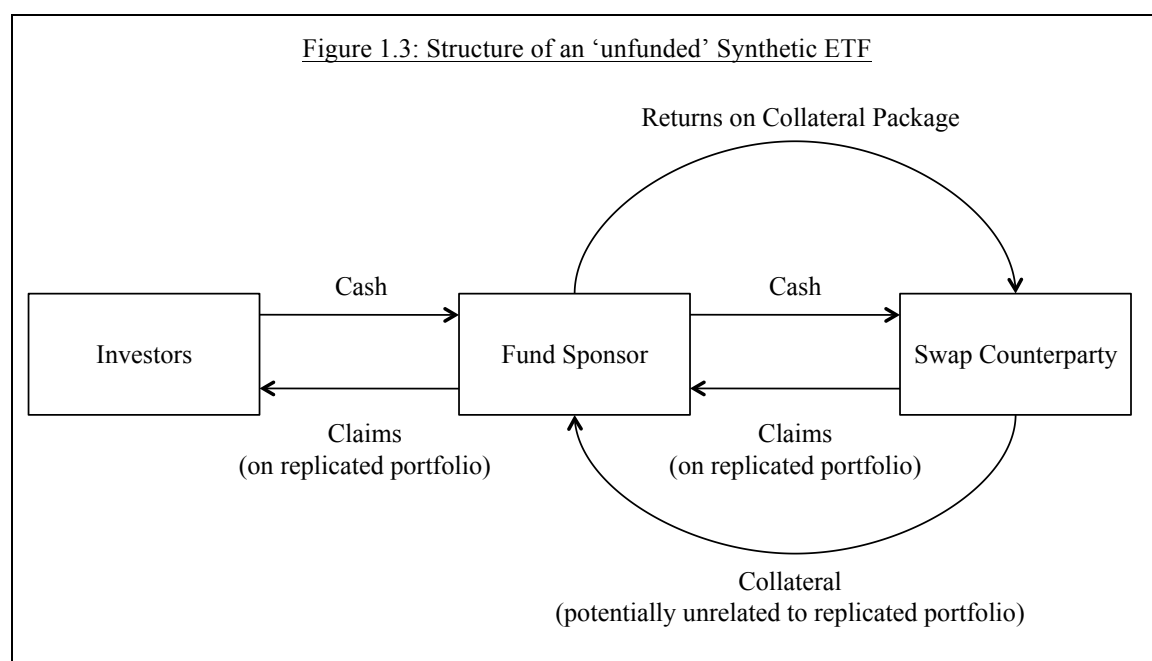 Figure 1.3: Structure of an ‘unfunded’ Synthetic ETF
Returns on Collateral Package
Cash
Cash
Investors
Fund Sponsor
Swap Counterparty
Claims
(on replicated portfolio)
Claims
(on replicated portfolio)
Collateral
(potentially unrelated to replicated portfolio)